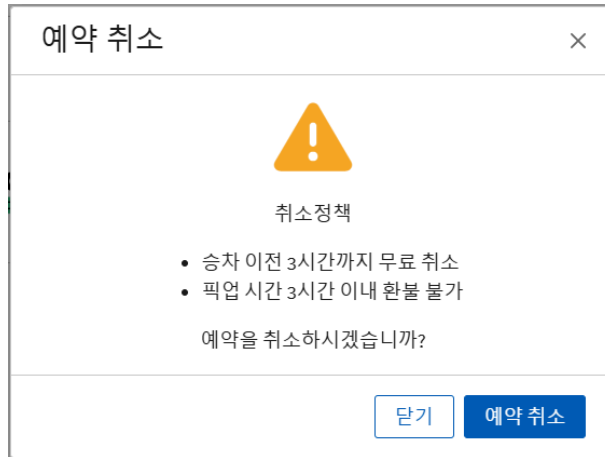 예약 취소
취소정책
• 승차 이전 3시간까지 무료 취소
• 픽업 시간 3시간 이내 환불 불가
예약을 취소하시겠습니까?
닫기
예약 취소